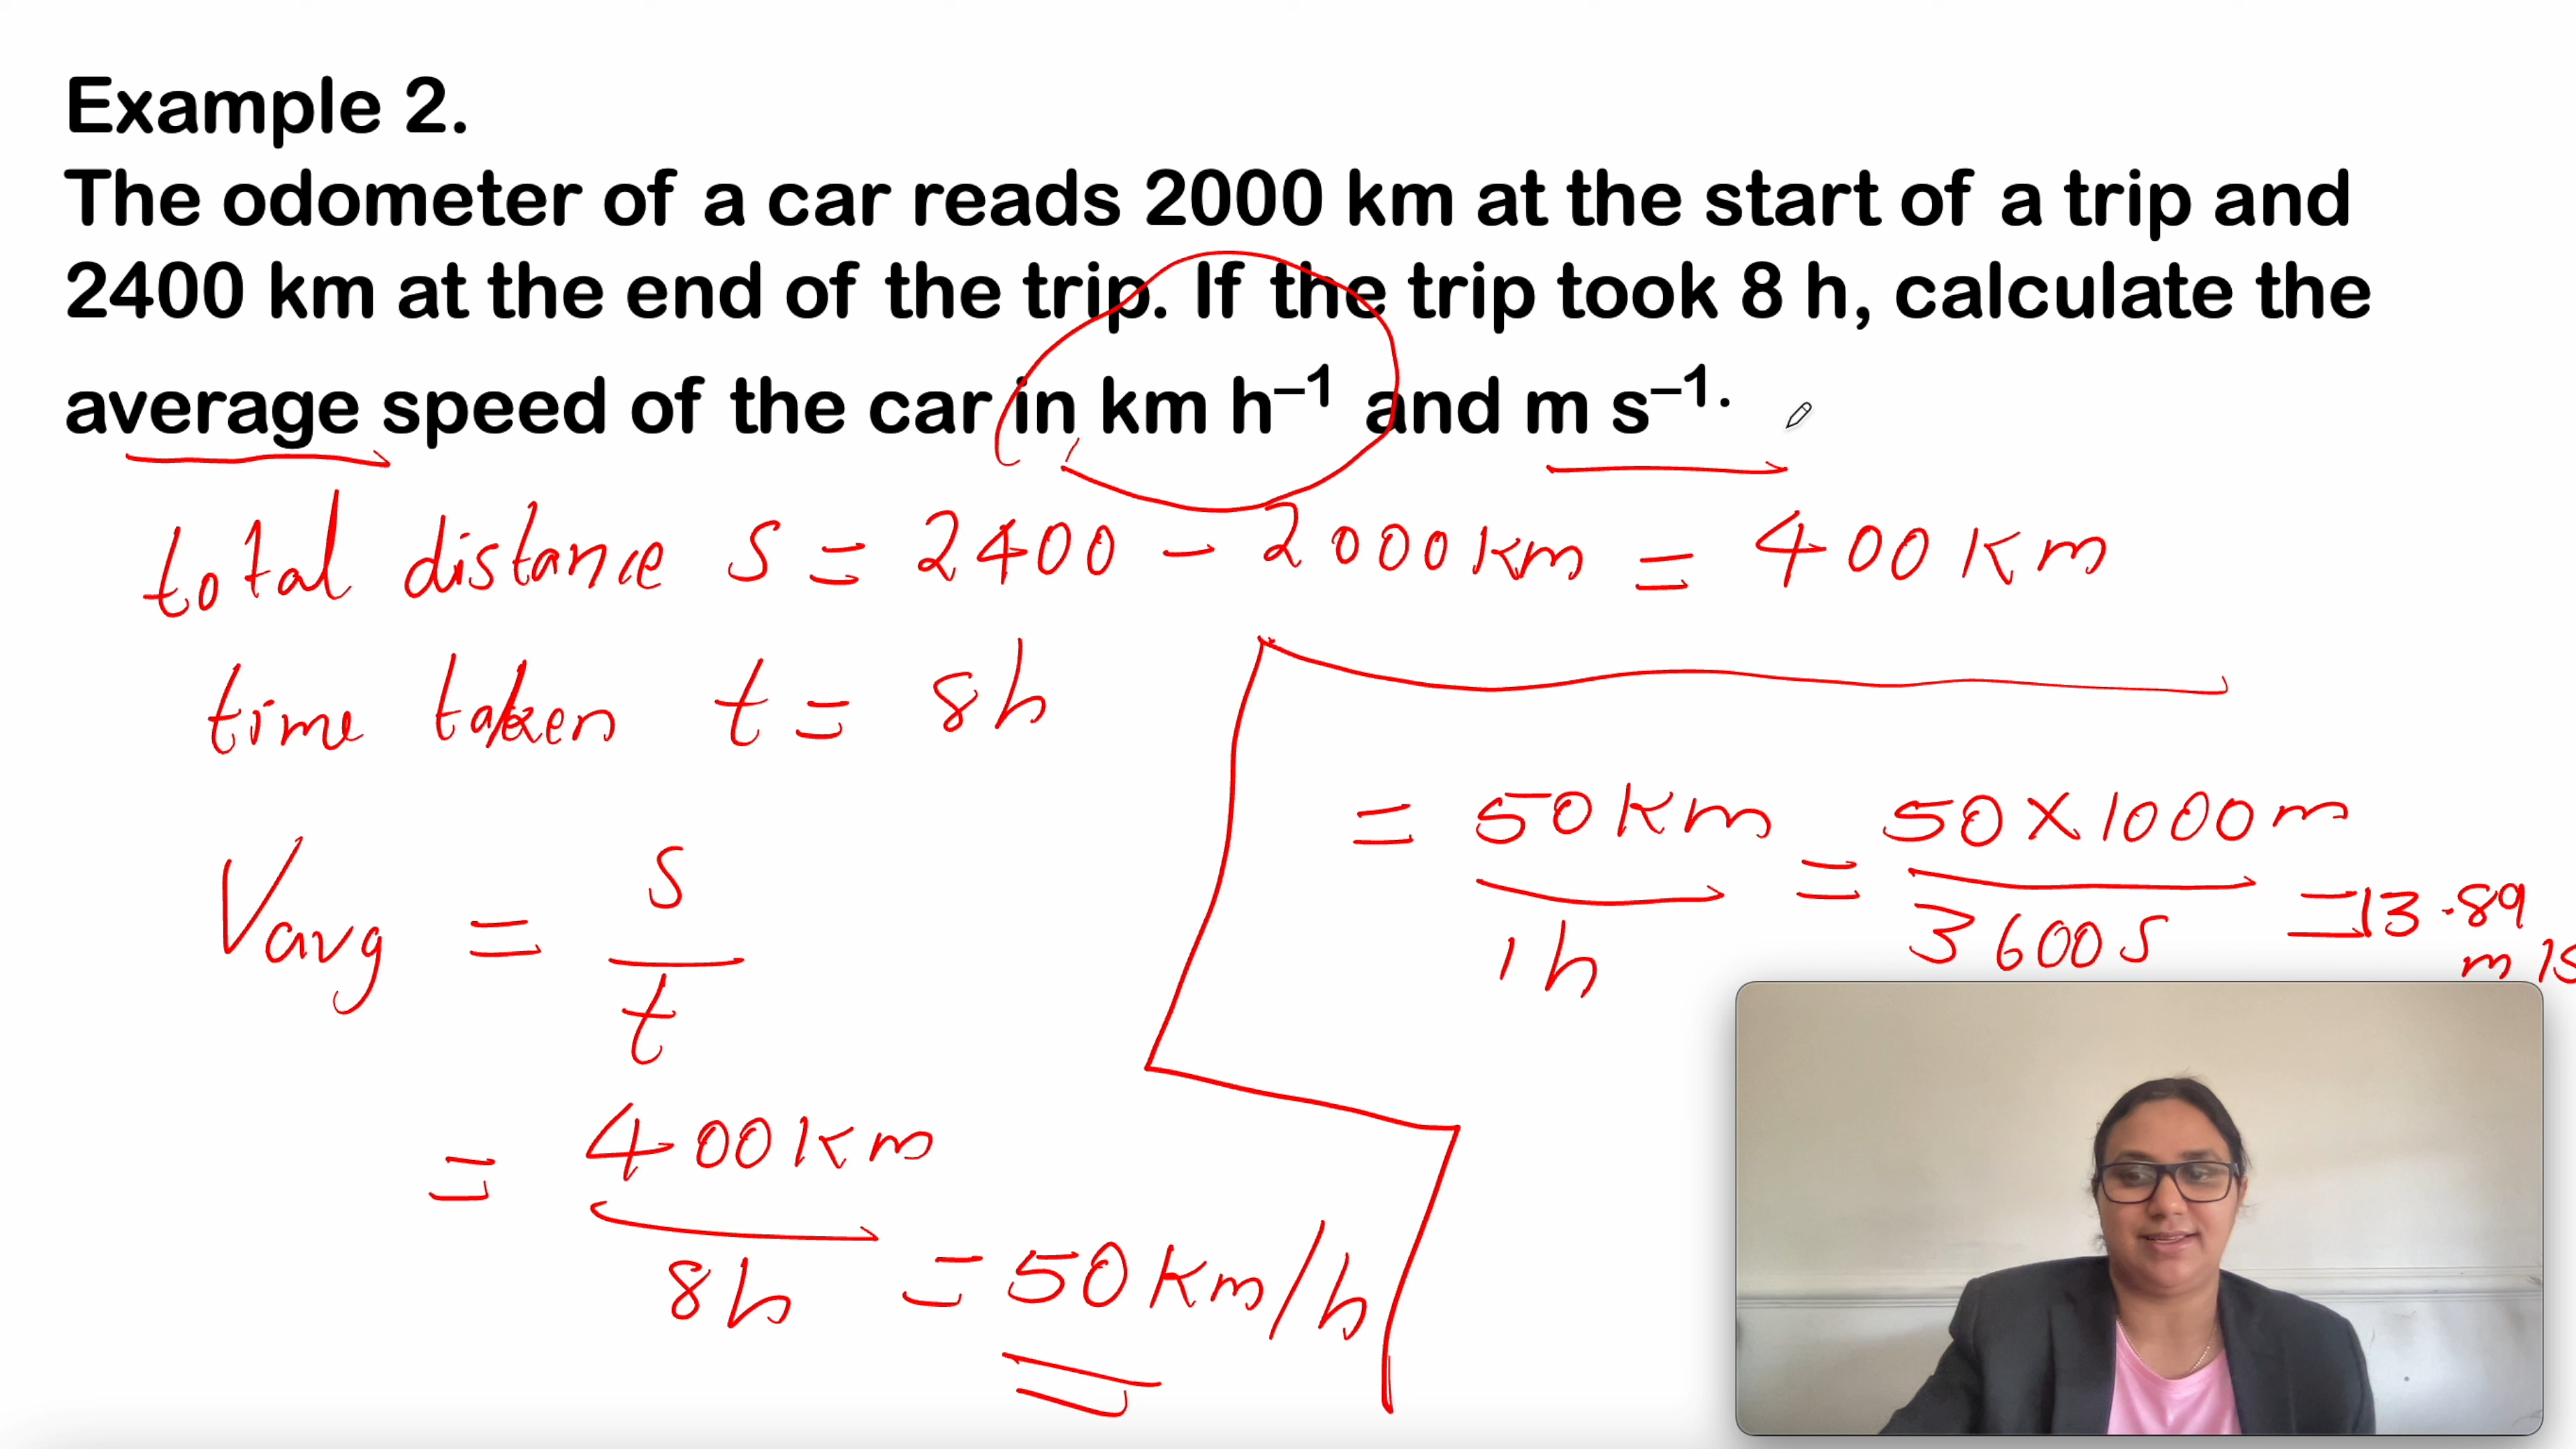 Example 2.
The odometer of a car reads 2000 km at the start of a trip and
2400 km at the end of the trip. If the trip took 8 h, calculate the
average speed of the car in km h⁻¹ and m s⁻¹.
total distance s = 2400 - 2000 km = 400 km
time taken t = 8h
Vavg = s/t
= 400 km / 8h = 50 km/h
= 50 km / 1h = 50 × 1000 m / 3600 s = 13.89
m/s